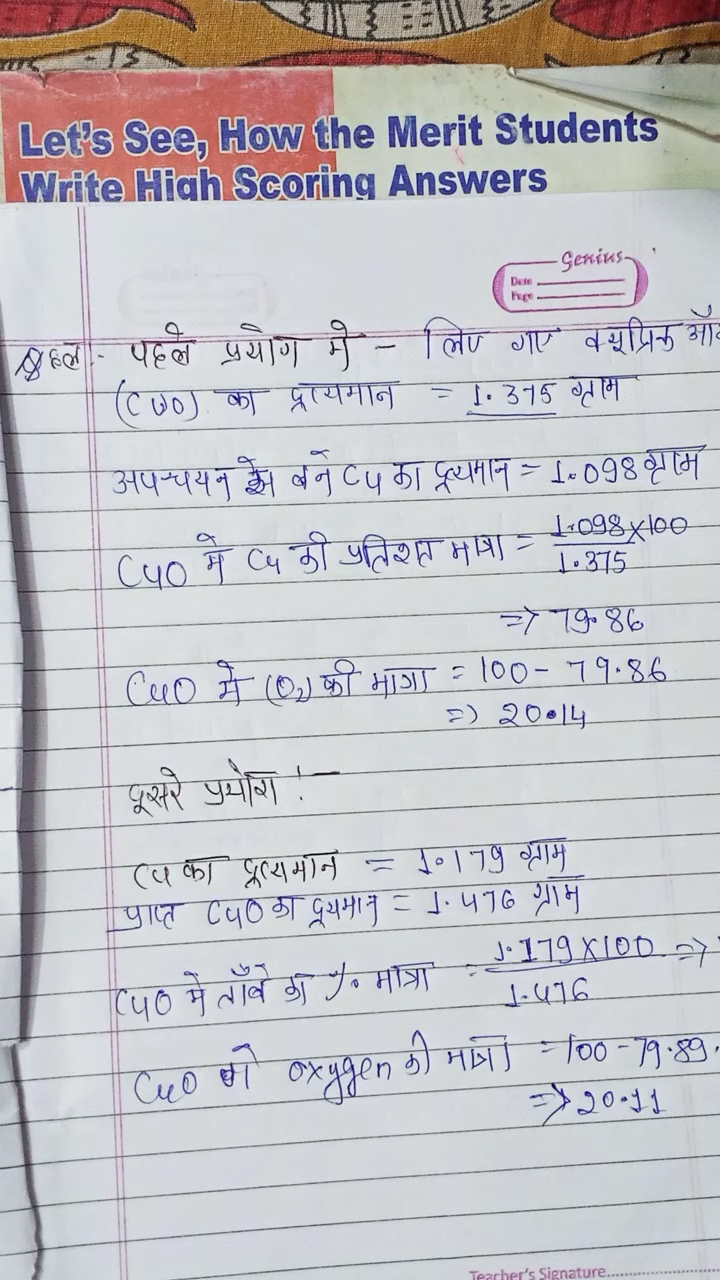 Let's See, How the Merit Students
Write High Scoring Answers
Genius
Date
Page
हल :- पहले प्रयोग मे - लिए गए क्यूप्रिक
(CuO) का द्रव्यमान = 1.375 ग्राम
अपच्चयन से बने Cu का द्रव्यमान = 1.098 ग्राम
CuO में Cu की प्रतिशत मात्रा = 1.098×100
1.375
=> 79.86
CuO में (O₂) की मात्रा = 100 - 79.86
=> 20.14
दूसरे प्रयोग :-
Cu का द्रव्यमान = 1.179 ग्राम
प्राप्त CuO का द्रव्यमान = 1.476 ग्राम
CuO में ताँबे का %. मात्रा = 1.179×100 =>
1.476
CuO में oxygen की मात्रा = 100 - 79.89
=> 20.11
Teacher's Signature